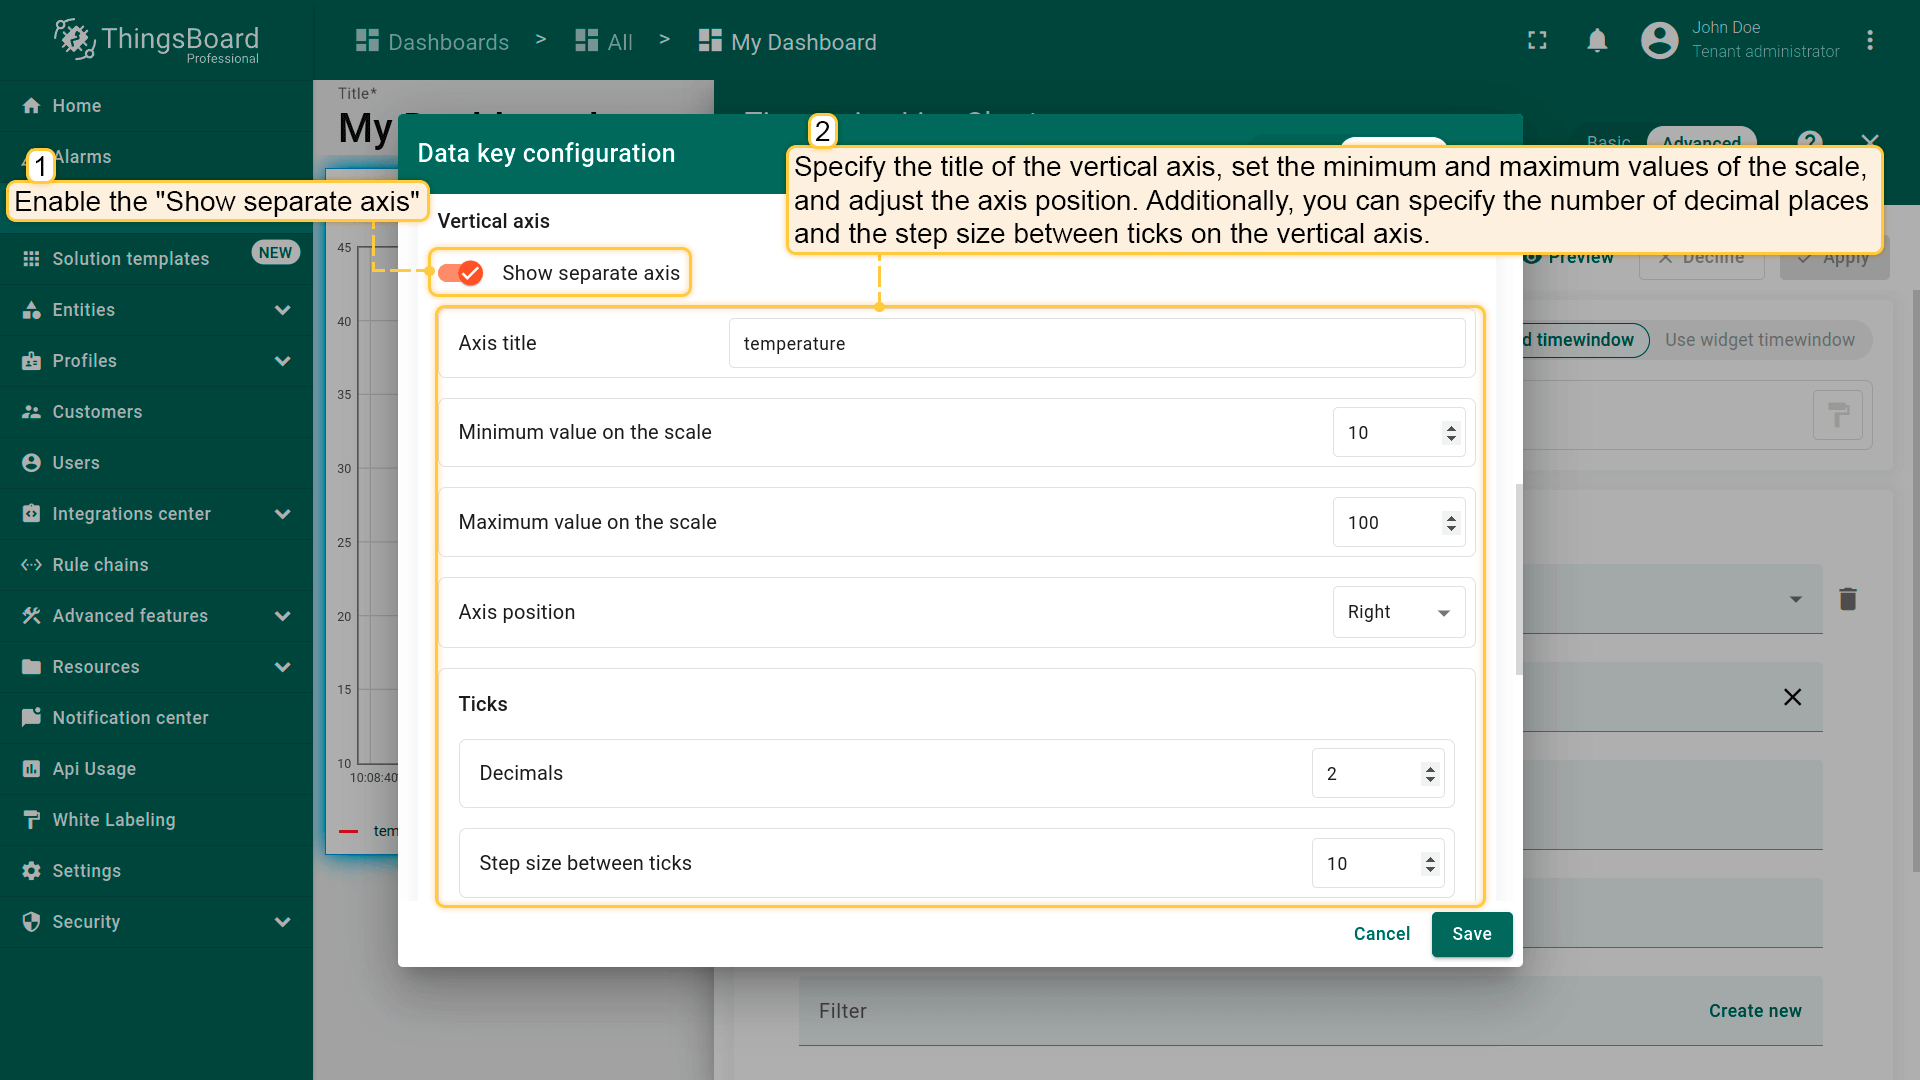 ThingsBoard
Professional
Dashboards > All > My Dashboard
John Doe
Tenant administrator
Home
Alarms
Solution templates NEW
Entities
Profiles
Customers
Users
Integrations center
Rule chains
Advanced features
Resources
Notification center
Api Usage
White Labeling
Settings
Security
1
Enable the "Show separate axis"
2
Specify the title of the vertical axis, set the minimum and maximum values of the scale,
and adjust the axis position. Additionally, you can specify the number of decimal places
and the step size between ticks on the vertical axis.
Title*
My
45
40
35
30
25
20
15
10
10:08:40
tem
Basic Advanced
Preview Decline Apply
d timewindow Use widget timewindow
Data key configuration
Vertical axis
Show separate axis
Axis title temperature
Minimum value on the scale 10
Maximum value on the scale 100
Axis position Right
Ticks
Decimals 2
Step size between ticks 10
Cancel Save
Filter Create new